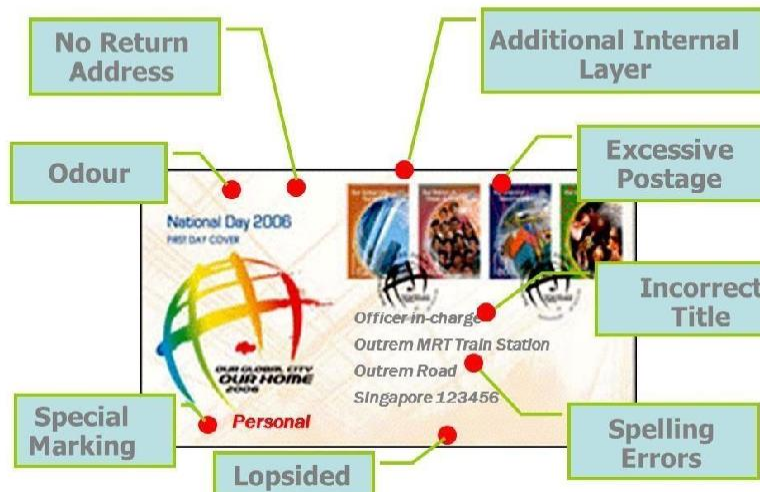 No Return
Address
Additional Internal
Layer
Odour
Excessive
Postage
National Day 2006
FIRST DAY COVER
Officer in-charge
Incorrect
Title
Outrem MRT Train Station
OUR GLOBAL CITY
OUR HOME
2006
Outrem Road
Singapore 123456
Special
Marking
Personal
Spelling
Errors
Lopsided